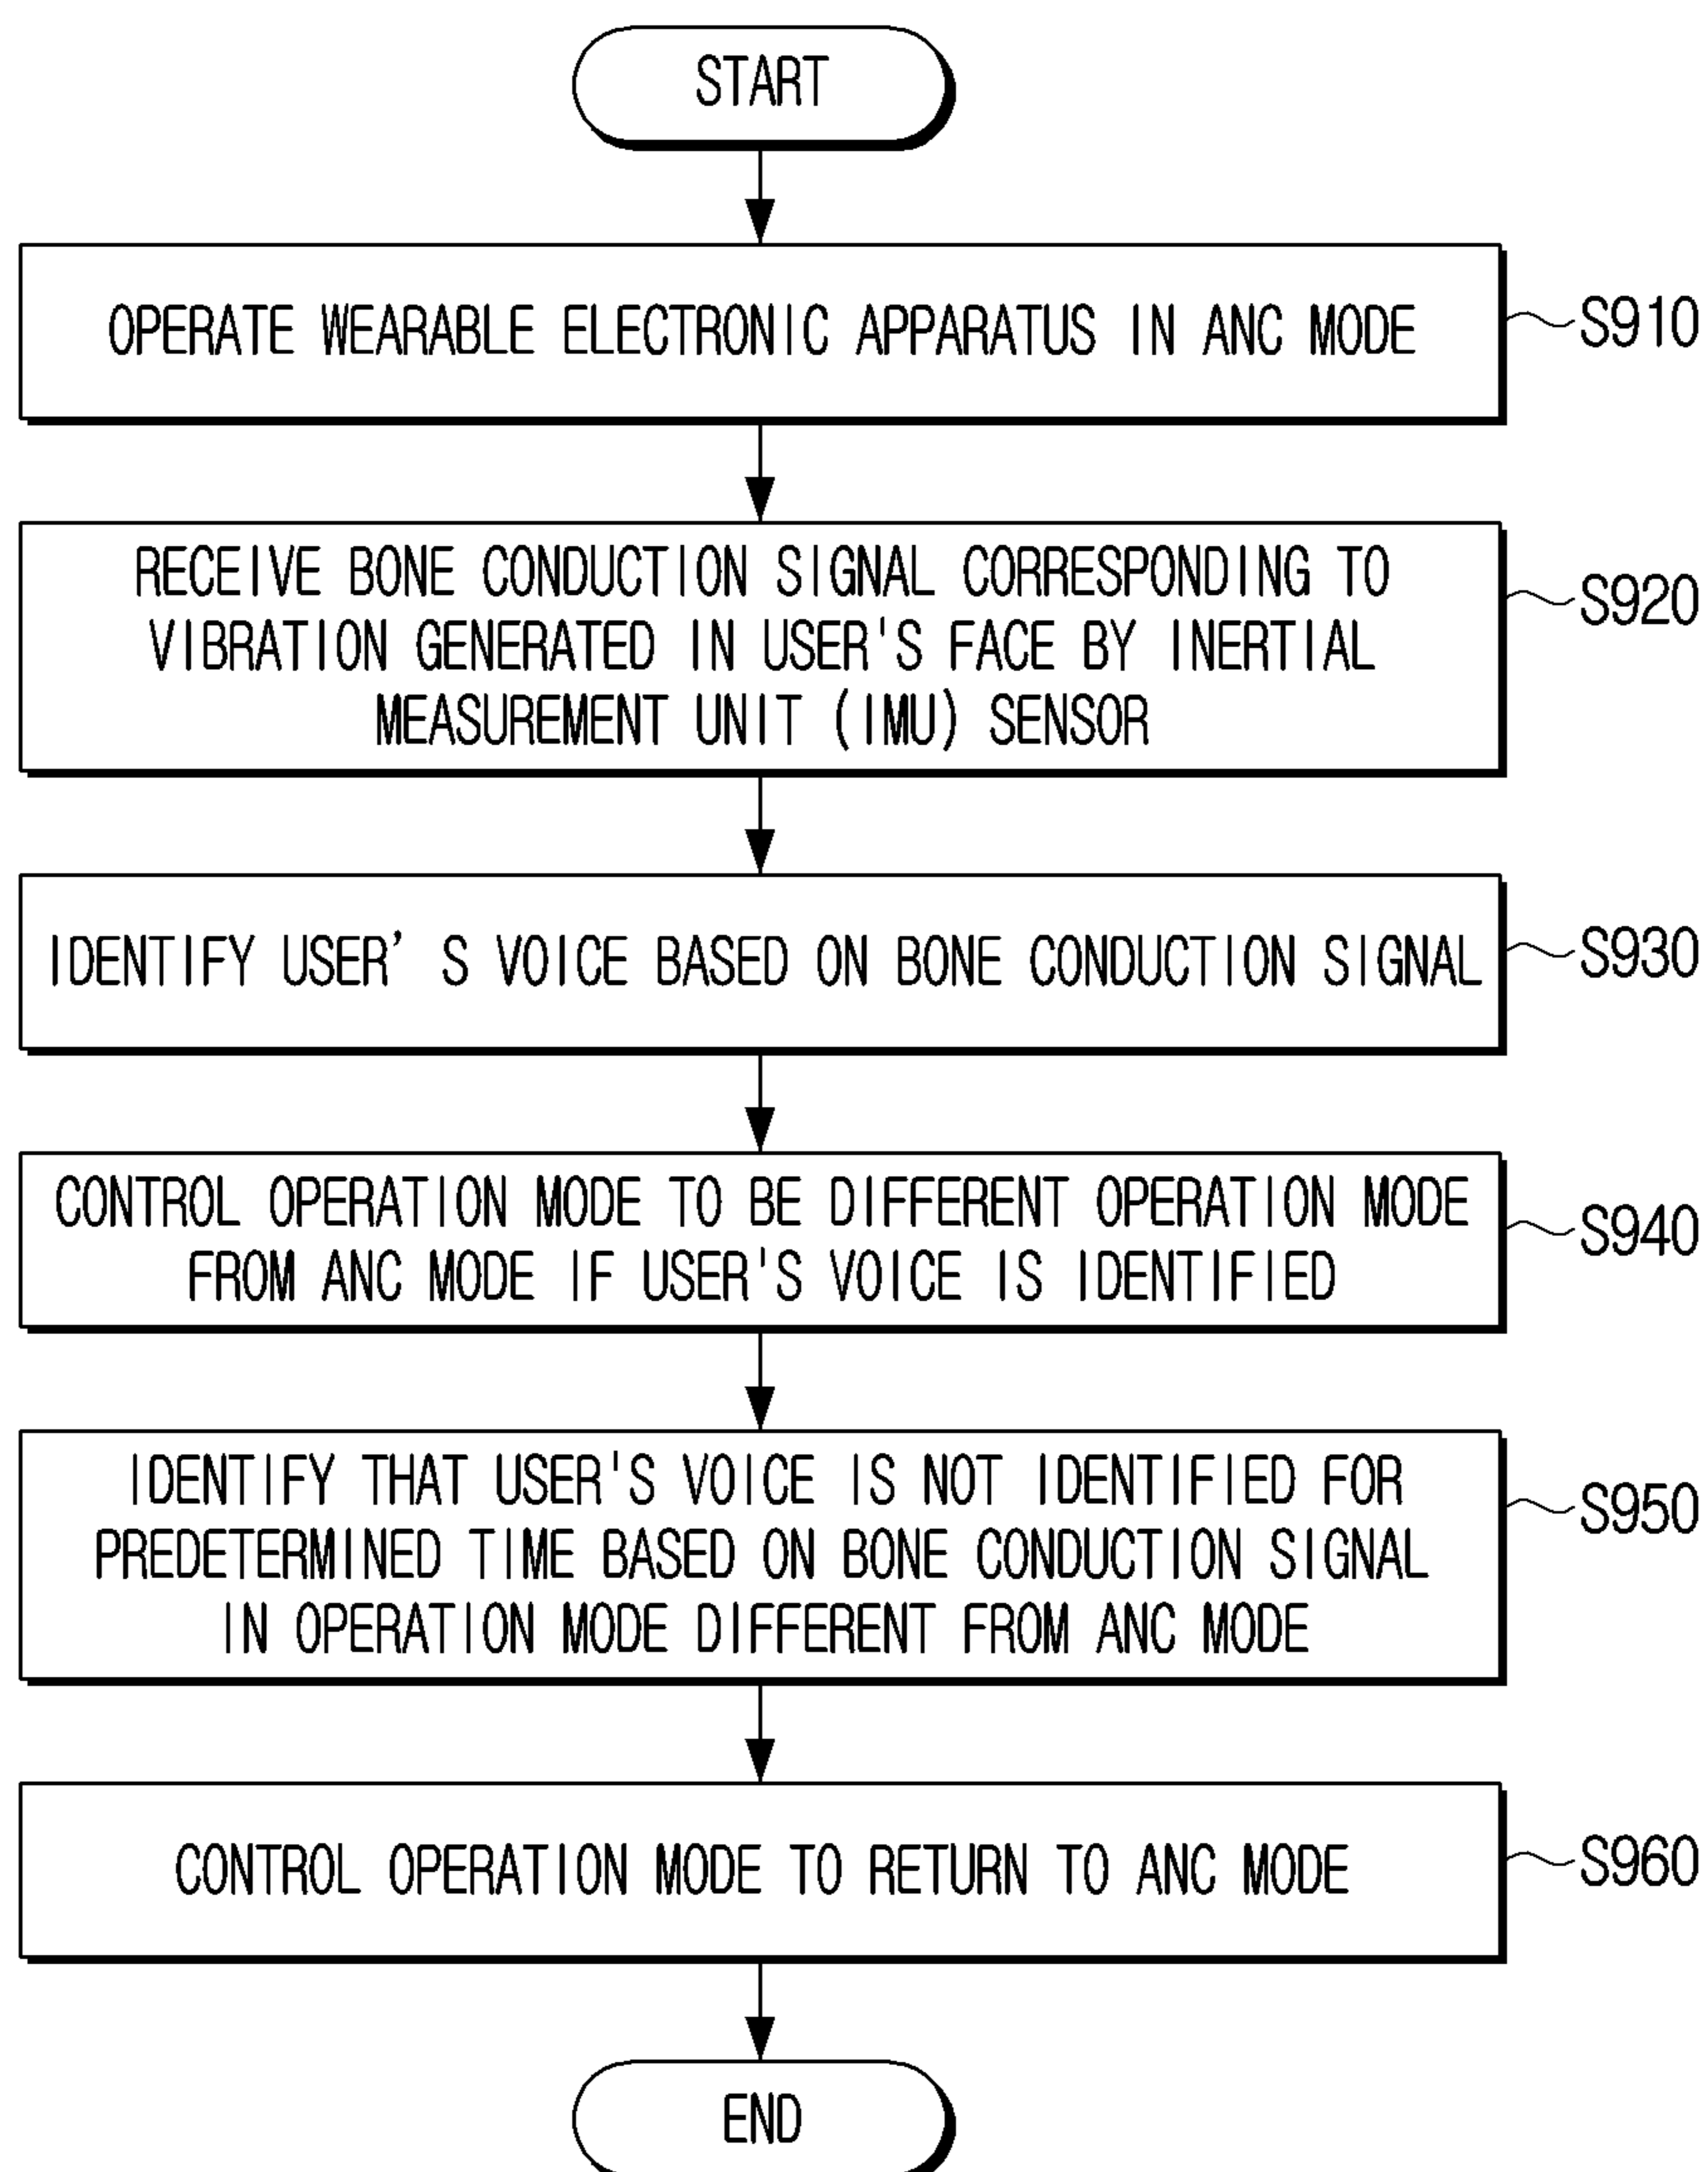 START
OPERATE WEARABLE ELECTRONIC APPARATUS IN ANC MODE
S910
RECEIVE BONE CONDUCTION SIGNAL CORRESPONDING TO
VIBRATION GENERATED IN USER'S FACE BY INERTIAL
MEASUREMENT UNIT (IMU) SENSOR
S920
IDENTIFY USER’ S VOICE BASED ON BONE CONDUCTION SIGNAL
S930
CONTROL OPERATION MODE TO BE DIFFERENT OPERATION MODE
FROM ANC MODE IF USER'S VOICE IS IDENTIFIED
S940
IDENTIFY THAT USER'S VOICE IS NOT IDENTIFIED FOR
PREDETERMINED TIME BASED ON BONE CONDUCTION SIGNAL
IN OPERATION MODE DIFFERENT FROM ANC MODE
S950
CONTROL OPERATION MODE TO RETURN TO ANC MODE
S960
END